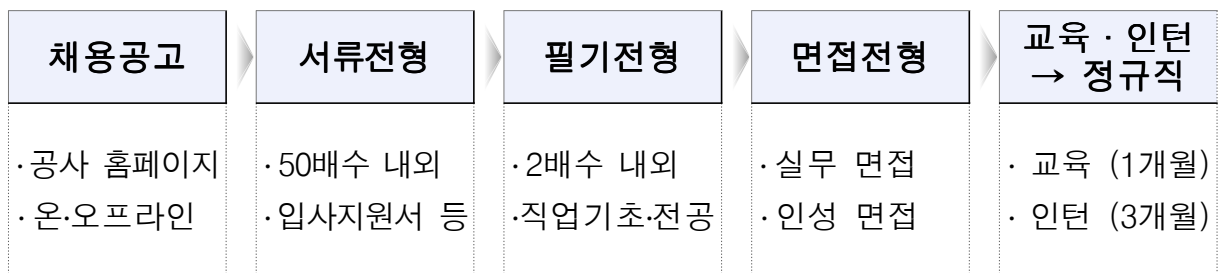 채용공고
·공사 홈페이지
·온·오프라인
서류전형
·50배수 내외
·입사지원서 등
필기전형
·2배수 내외
·직업기초·전공
면접전형
·실무 면접
·인성 면접
교육·인턴
→ 정규직
· 교육 (1개월)
· 인턴 (3개월)